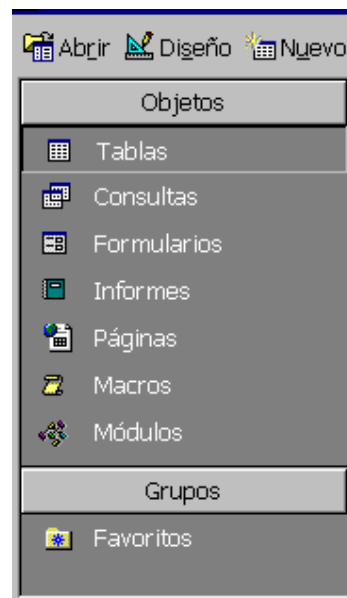 Abrir Diseño Nuevo
Objetos
Tablas
Consultas
Formularios
Informes
Páginas
Macros
Módulos
Grupos
Favoritos